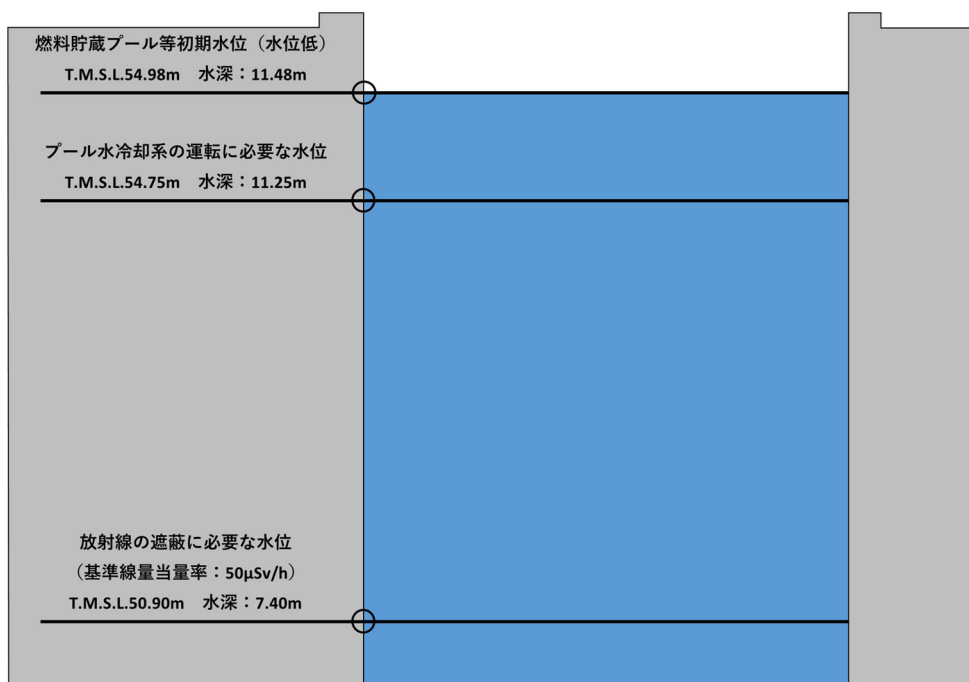 燃料貯蔵プール等初期水位（水位低）
T.M.S.L.54.98m　水深：11.48m
プール水冷却系の運転に必要な水位
T.M.S.L.54.75m　水深：11.25m
放射線の遮蔽に必要な水位
（基準線量当量率：50μSv/h）
T.M.S.L.50.90m　水深：7.40m